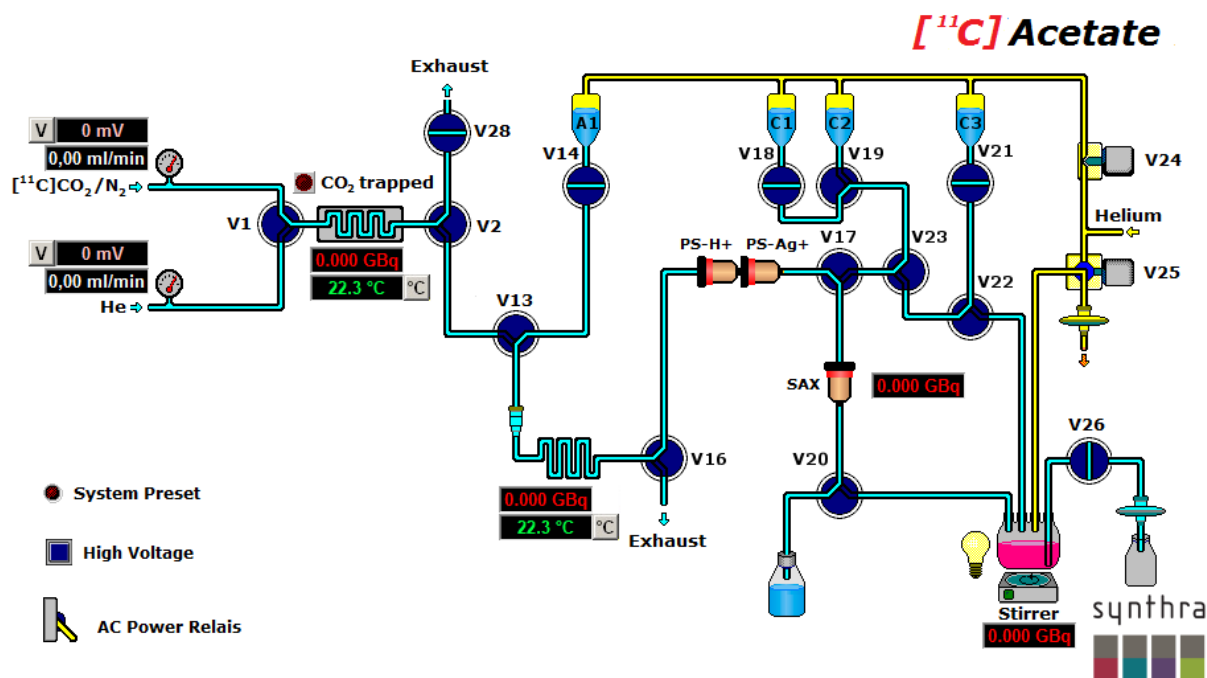 [ ¹¹C] Acetate
Exhaust
V 0 mV
0,00 ml/min
[¹¹C]CO₂/N₂
V28
A1
C1
C2
C3
V14
V18
V19
V21
V24
CO₂ trapped
V1
V2
Helium
PS-H+
PS-Ag+
V17
V23
V 0 mV
0,00 ml/min
He
0.000 GBq
22.3 °C °C
V25
V22
V13
SAX
0.000 GBq
V26
V16
V20
System Preset
0.000 GBq
22.3 °C °C
Exhaust
High Voltage
AC Power Relais
Stirrer
0.000 GBq
synthra